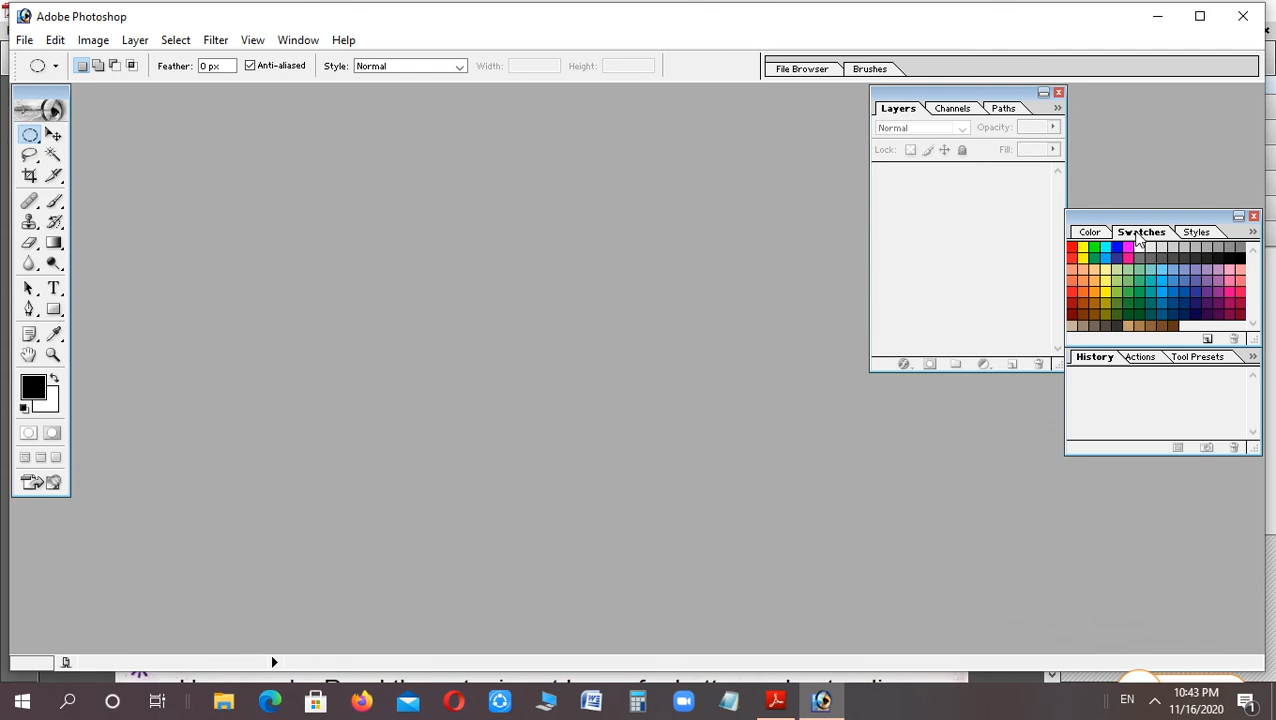 Adobe Photoshop
File Edit Image Layer Select Filter View Window Help
Feather: 0 px Anti-aliased Style: Normal Width: Height: File Browser Brushes
Layers Channels Paths
Normal Opacity:
Lock: Fill:
Color Swatches Styles
History Actions Tool Presets
EN 10:43 PM
11/16/2020 1